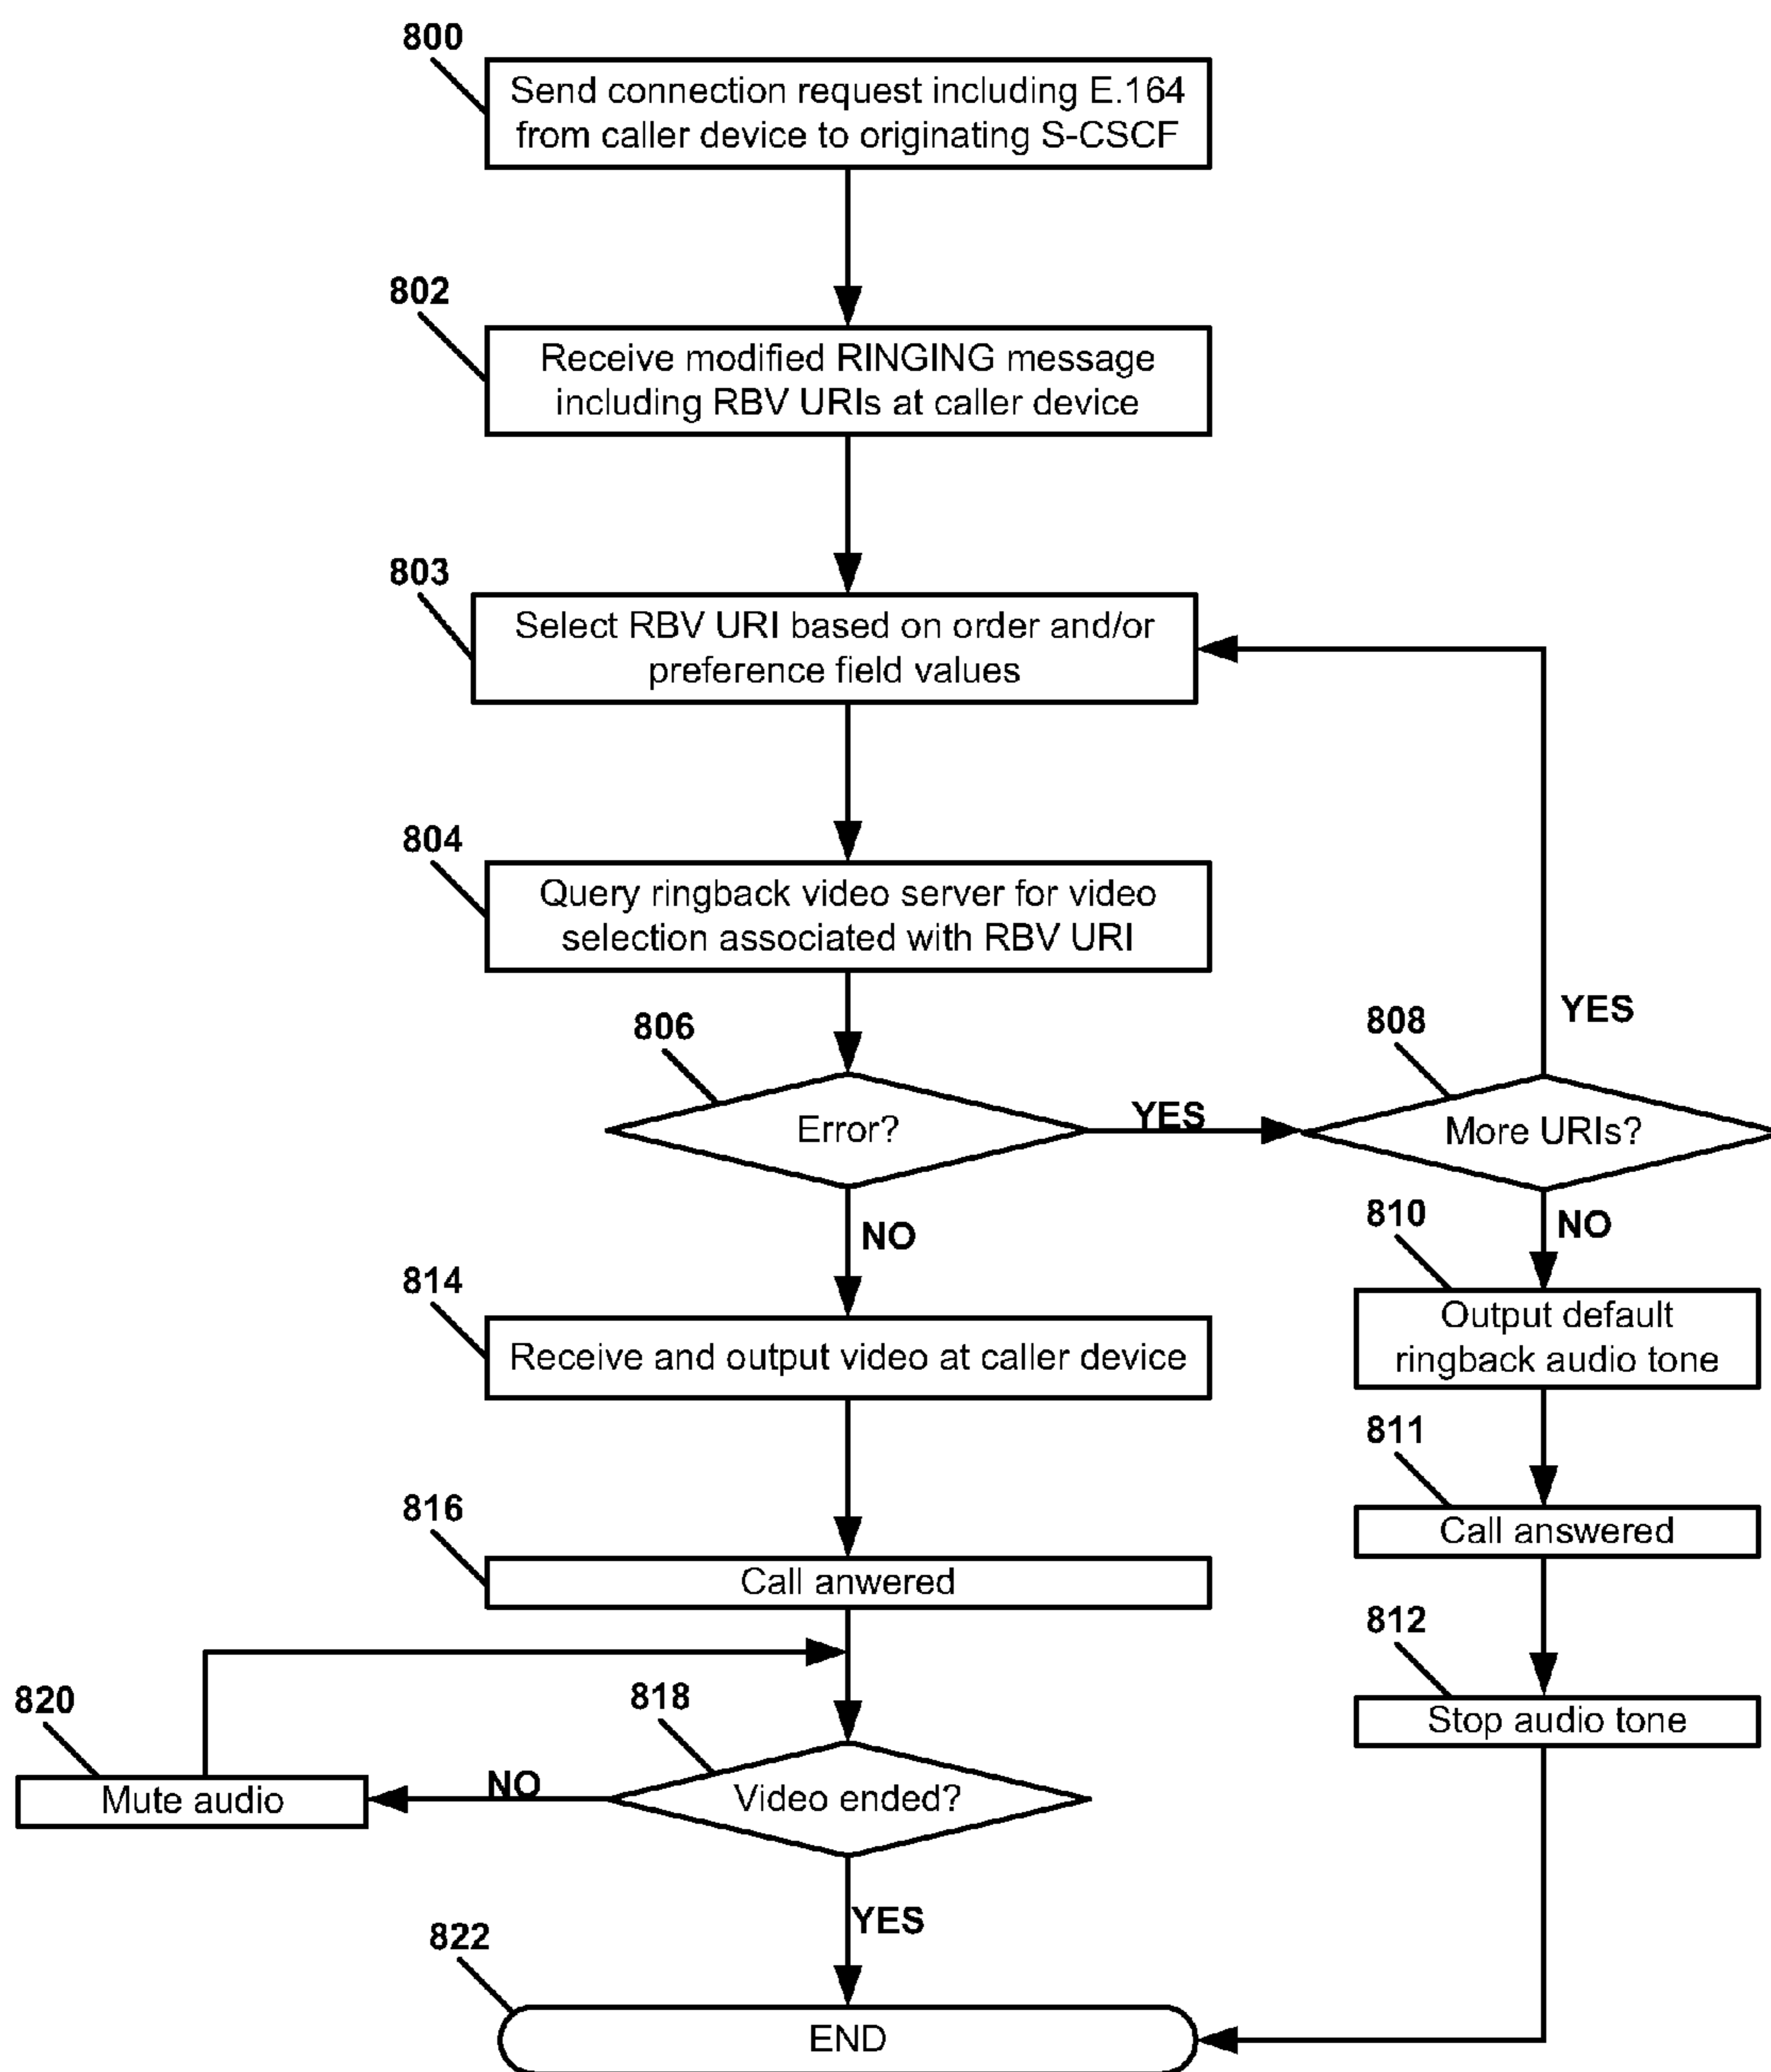 800
Send connection request including E.164
from caller device to originating S-CSCF
802
Receive modified RINGING message
including RBV URIs at caller device
803
Select RBV URI based on order and/or
preference field values
804
Query ringback video server for video
selection associated with RBV URI
806
Error?
YES
808
More URIs?
YES
NO
810
Output default
ringback audio tone
811
Call answered
812
Stop audio tone
NO
814
Receive and output video at caller device
816
Call anwered
818
Video ended?
NO
820
Mute audio
YES
822
END